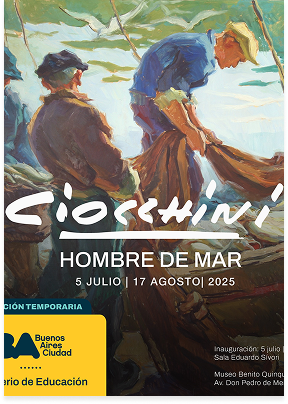 CIOCCHINI
HOMBRE DE MAR
5 JULIO | 17 AGOSTO| 2025
CIÓN TEMPORARIA
BA Buenos
Aires
Ciudad
erio de Educación
Inauguración: 5 julio |
Sala Eduardo Sívori
Museo Benito Quinqu
Av. Don Pedro de Me